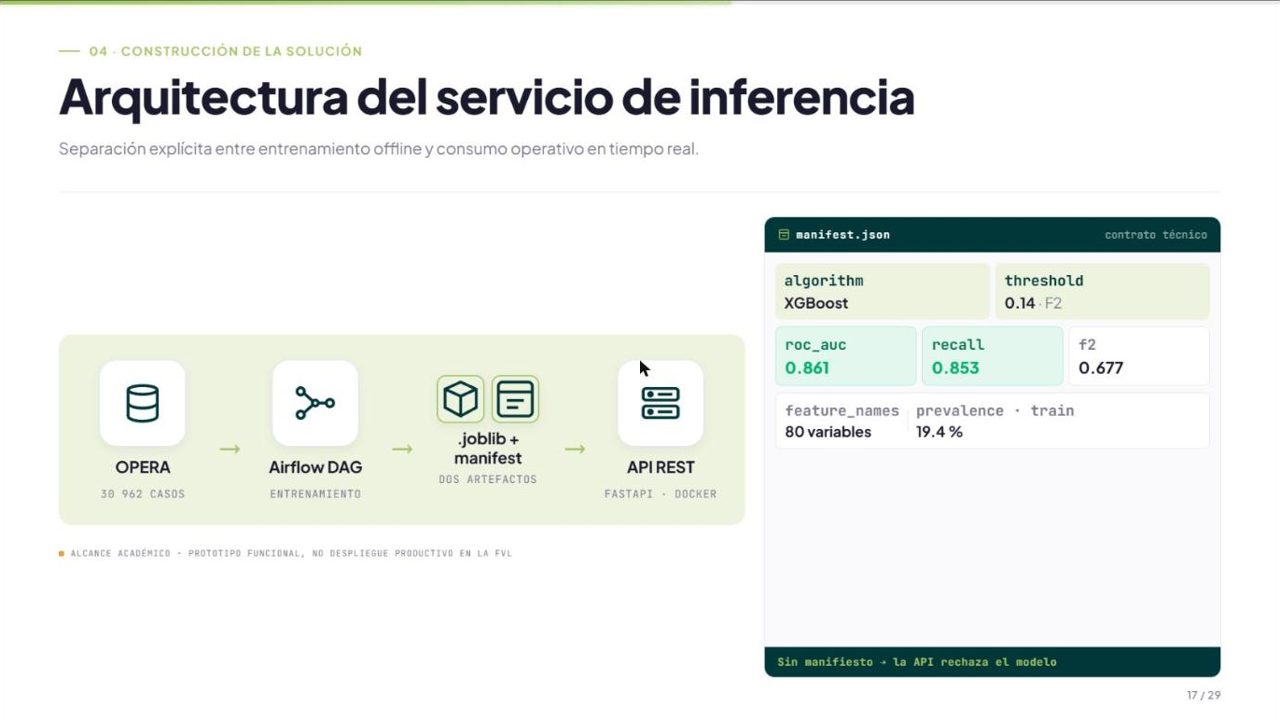 04 · CONSTRUCCIÓN DE LA SOLUCIÓN
Arquitectura del servicio de inferencia
Separación explícita entre entrenamiento offline y consumo operativo en tiempo real.
OPERA
30 962 CASOS
→
Airflow DAG
ENTRENAMIENTO
→
.joblib +
manifest
DOS ARTEFACTOS
→
API REST
FASTAPI · DOCKER
ALCANCE ACADÉMICO · PROTOTIPO FUNCIONAL, NO DESPLIEGUE PRODUCTIVO EN LA FVL
manifest.json
contrato técnico
algorithm
XGBoost
threshold
0.14 · F2
roc_auc
0.861
recall
0.853
f2
0.677
feature_names
80 variables
prevalence · train
19.4 %
Sin manifiesto → la API rechaza el modelo
17 / 29